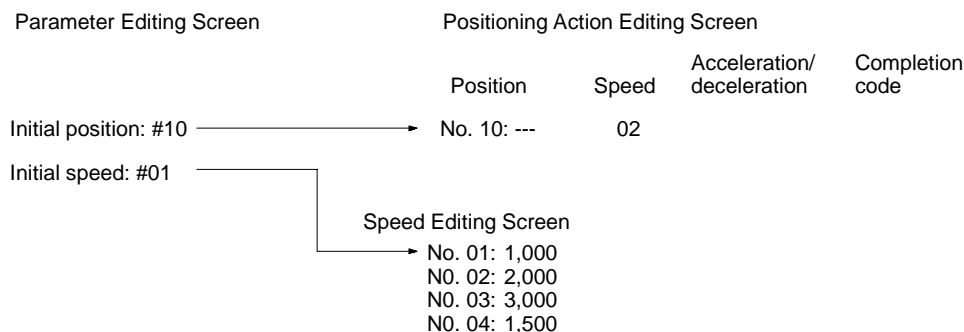 Parameter Editing Screen
Positioning Action Editing Screen
Position Speed Acceleration/ deceleration Completion code
Initial position: #10
No. 10: --- 02
Initial speed: #01
Speed Editing Screen
No. 01: 1,000
N0. 02: 2,000
N0. 03: 3,000
N0. 04: 1,500